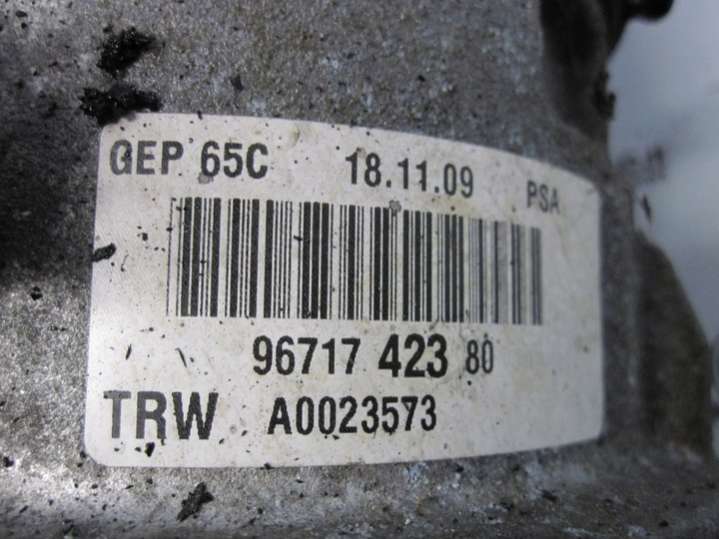 GEP 65C 18.11.09 PSA
96717 423 80
TRW A0023573